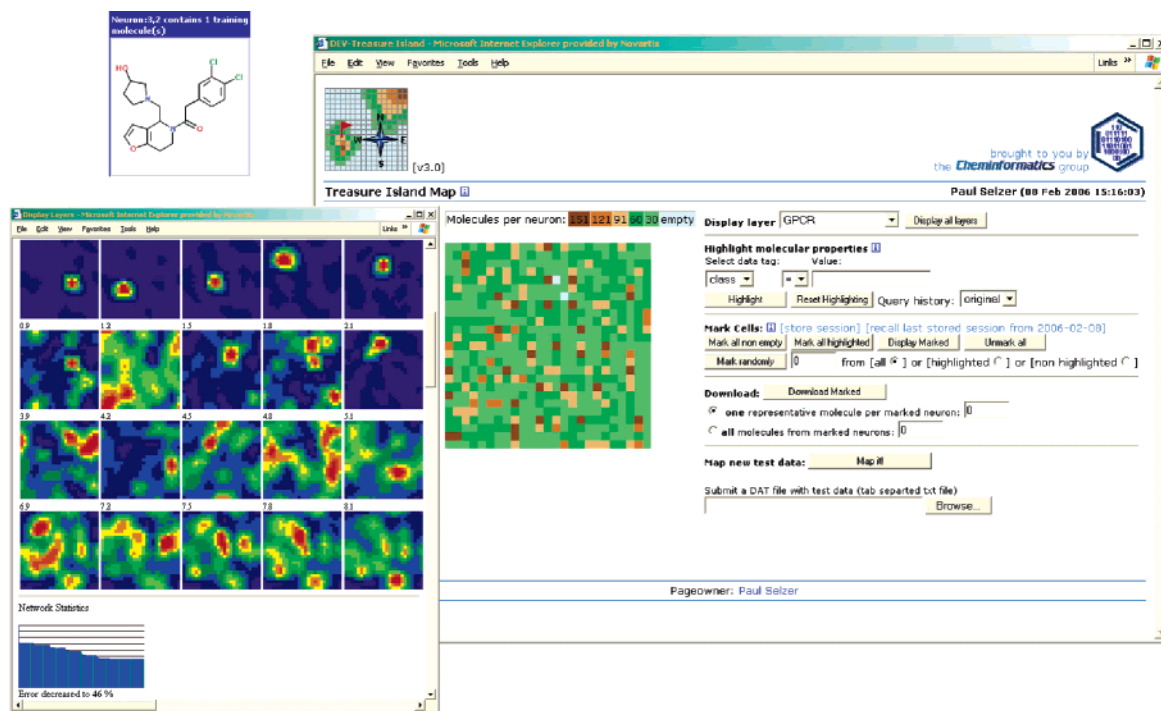 Neuron:3,2 contains 1 training
molecule(s)
HO
Cl
Cl
N
N
O
O
DEV-Treasure Island - Microsoft Internet Explorer provided by Novartis
File Edit View Favorites Tools Help
Links »
N
W E
S
[v3.0]
110
brought to you by
the Cheminformatics group
Treasure Island Map i
Paul Selzer (08 Feb 2006 15:16:03)
Molecules per neuron: 151 121 91 60 30 empty
Display layer GPCR Display all layers
Highlight molecular properties i
Select data tag: Value:
class =
Highlight Reset Highlighting Query history: original
Mark Cells: i [store session] [recall last stored session from 2006-02-08]
Mark all non empty Mark all highlighted Display Marked Unmark all
Mark randomly 0 from [all ] or [highlighted ] or [non highlighted ]
Download: Download Marked
one representative molecule per marked neuron: 0
all molecules from marked neurons: 0
Map new test data: Map it!
Submit a DAT file with test data (tab separted txt file)
Browse...
Pageowner: Paul Selzer
Display Layers - Microsoft Internet Explorer provided by Novartis
File Edit View Favorites Tools Help
Links »
0.9 1.2 1.5 1.8 2.1
3.9 4.2 4.5 4.8 5.1
6.9 7.2 7.5 7.8 8.1
Network Statistics
Error decreased to 46 %